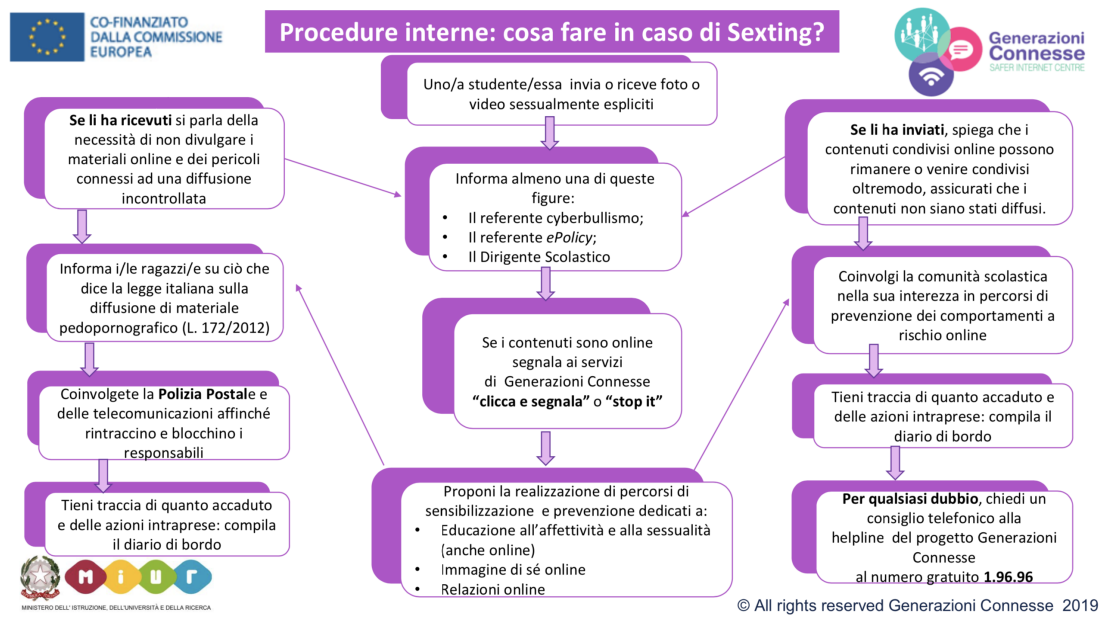 CO-FINANZIATO
DALLA COMMISSIONE
EUROPEA
Procedure interne: cosa fare in caso di Sexting?
Generazioni
Connesse
SAFER INTERNET CENTRE
Uno/a studente/essa invia o riceve foto o
video sessualmente espliciti
Se li ha ricevuti si parla della
necessità di non divulgare i
materiali online e dei pericoli
connessi ad una diffusione
incontrollata
Informa almeno una di queste
figure:
• Il referente cyberbullismo;
• Il referente ePolicy;
• Il Dirigente Scolastico
Se li ha inviati, spiega che i
contenuti condivisi online possono
rimanere o venire condivisi
oltremodo, assicurati che i
contenuti non siano stati diffusi.
Informa i/le ragazzi/e su ciò che
dice la legge italiana sulla
diffusione di materiale
pedopornografico (L. 172/2012)
Se i contenuti sono online
segnala ai servizi
di Generazioni Connesse
“clicca e segnala” o “stop it”
Coinvolgi la comunità scolastica
nella sua interezza in percorsi di
prevenzione dei comportamenti a
rischio online
Coinvolgete la Polizia Postale e
delle telecomunicazioni affinché
rintraccino e blocchino i
responsabili
Tieni traccia di quanto accaduto e
delle azioni intraprese: compila il
diario di bordo
Tieni traccia di quanto accaduto
e delle azioni intraprese: compila
il diario di bordo
Proponi la realizzazione di percorsi di
sensibilizzazione e prevenzione dedicati a:
• Educazione all’affettività e alla sessualità
(anche online)
• Immagine di sé online
• Relazioni online
Per qualsiasi dubbio, chiedi un
consiglio telefonico alla
helpline del progetto Generazioni
Connesse
al numero gratuito 1.96.96
MiUr
MINISTERO DELL' ISTRUZIONE, DELL'UNIVERSITÀ E DELLA RICERCA
© All rights reserved Generazioni Connesse 2019